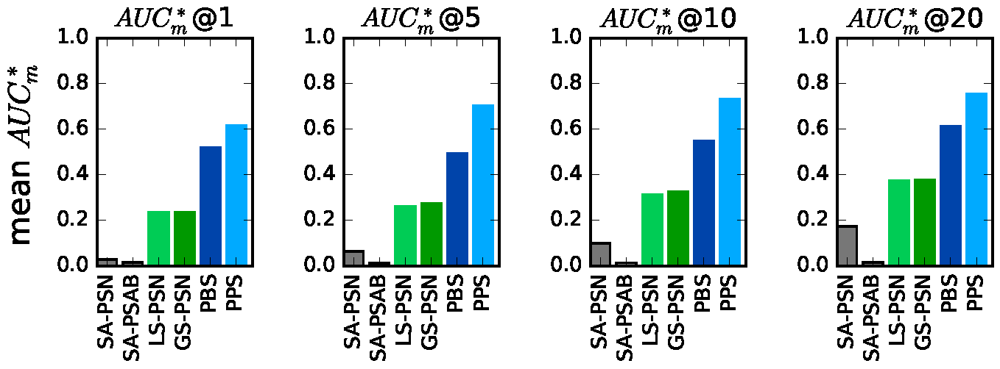 AUC*m@1
AUC*m@5
AUC*m@10
AUC*m@20
mean AUC*m
1.0
0.8
0.6
0.4
0.2
0.0
1.0
0.8
0.6
0.4
0.2
0.0
1.0
0.8
0.6
0.4
0.2
0.0
1.0
0.8
0.6
0.4
0.2
0.0
SA-PSN
SA-PSAB
LS-PSN
GS-PSN
PBS
PPS
SA-PSN
SA-PSAB
LS-PSN
GS-PSN
PBS
PPS
SA-PSN
SA-PSAB
LS-PSN
GS-PSN
PBS
PPS
SA-PSN
SA-PSAB
LS-PSN
GS-PSN
PBS
PPS